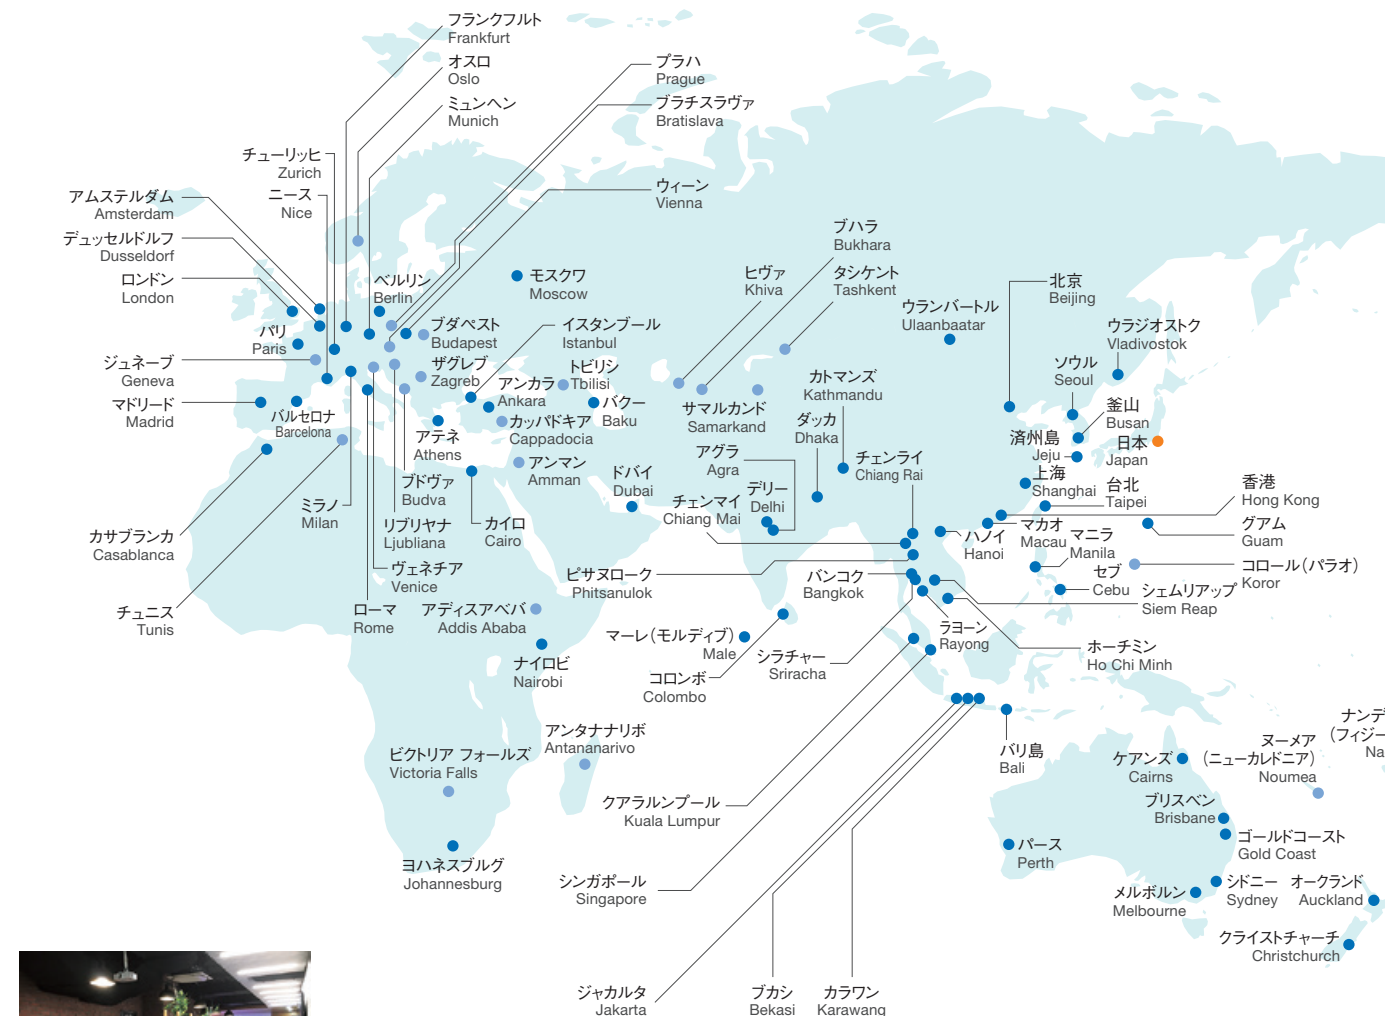 フランクフルト
Frankfurt
オスロ
Oslo
ミュンヘン
Munich
プラハ
Prague
ブラチスラヴァ
Bratislava
チューリッヒ
Zurich
ニース
Nice
アムステルダム
Amsterdam
デュッセルドルフ
Dusseldorf
ロンドン
London
ウィーン
Vienna
ベルリン
Berlin
モスクワ
Moscow
パリ
Paris
ブダペスト
Budapest
イスタンブール
Istanbul
ジュネーブ
Geneva
ザグレブ
Zagreb
トビリシ
Tbilisi
アンカラ
Ankara
バクー
Baku
マドリード
Madrid
バルセロナ
Barcelona
カッパドキア
Cappadocia
アテネ
Athens
アンマン
Amman
ブドヴァ
Budva
ミラノ
Milan
リブリヤナ
Ljubliana
カイロ
Cairo
カサブランカ
Casablanca
ヴェネチア
Venice
チュニス
Tunis
ローマ
Rome
アディスアベバ
Addis Ababa
ナイロビ
Nairobi
アンタナナリボ
Antananarivo
ビクトリア フォールズ
Victoria Falls
ヨハネスブルグ
Johannesburg
ブハラ
Bukhara
ヒヴァ
Khiva
タシケント
Tashkent
ウランバートル
Ulaanbaatar
北京
Beijing
ウラジオストク
Vladivostok
ソウル
Seoul
カトマンズ
Kathmandu
サマルカンド
Samarkand
ダッカ
Dhaka
釜山
Busan
済州島
Jeju
日本
Japan
アグラ
Agra
チェンライ
Chiang Rai
ドバイ
Dubai
デリー
Delhi
チェンマイ
Chiang Mai
上海
Shanghai
台北
Taipei
香港
Hong Kong
グアム
Guam
ハノイ
Hanoi
マカオ
Macau
マニラ
Manila
コロール（パラオ）
Koror
セブ
Cebu
シェムリアップ
Siem Reap
ピサヌローク
Phitsanulok
バンコク
Bangkok
マーレ（モルディブ）
Male
シラチャー
Sriracha
ラヨーン
Rayong
ホーチミン
Ho Chi Minh
コロンボ
Colombo
バリ島
Bali
クアラルンプール
Kuala Lumpur
シンガポール
Singapore
ジャカルタ
Jakarta
ブカシ
Bekasi
カラワン
Karawang
ケアンズ
Cairns
ヌーメア
（ニューカレドニア）
Noumea
ナンデ
（フィジー
Na
ブリスベン
Brisbane
ゴールドコースト
Gold Coast
パース
Perth
メルボルン
Melbourne
シドニー
Sydney
オークランド
Auckland
クライストチャーチ
Christchurch